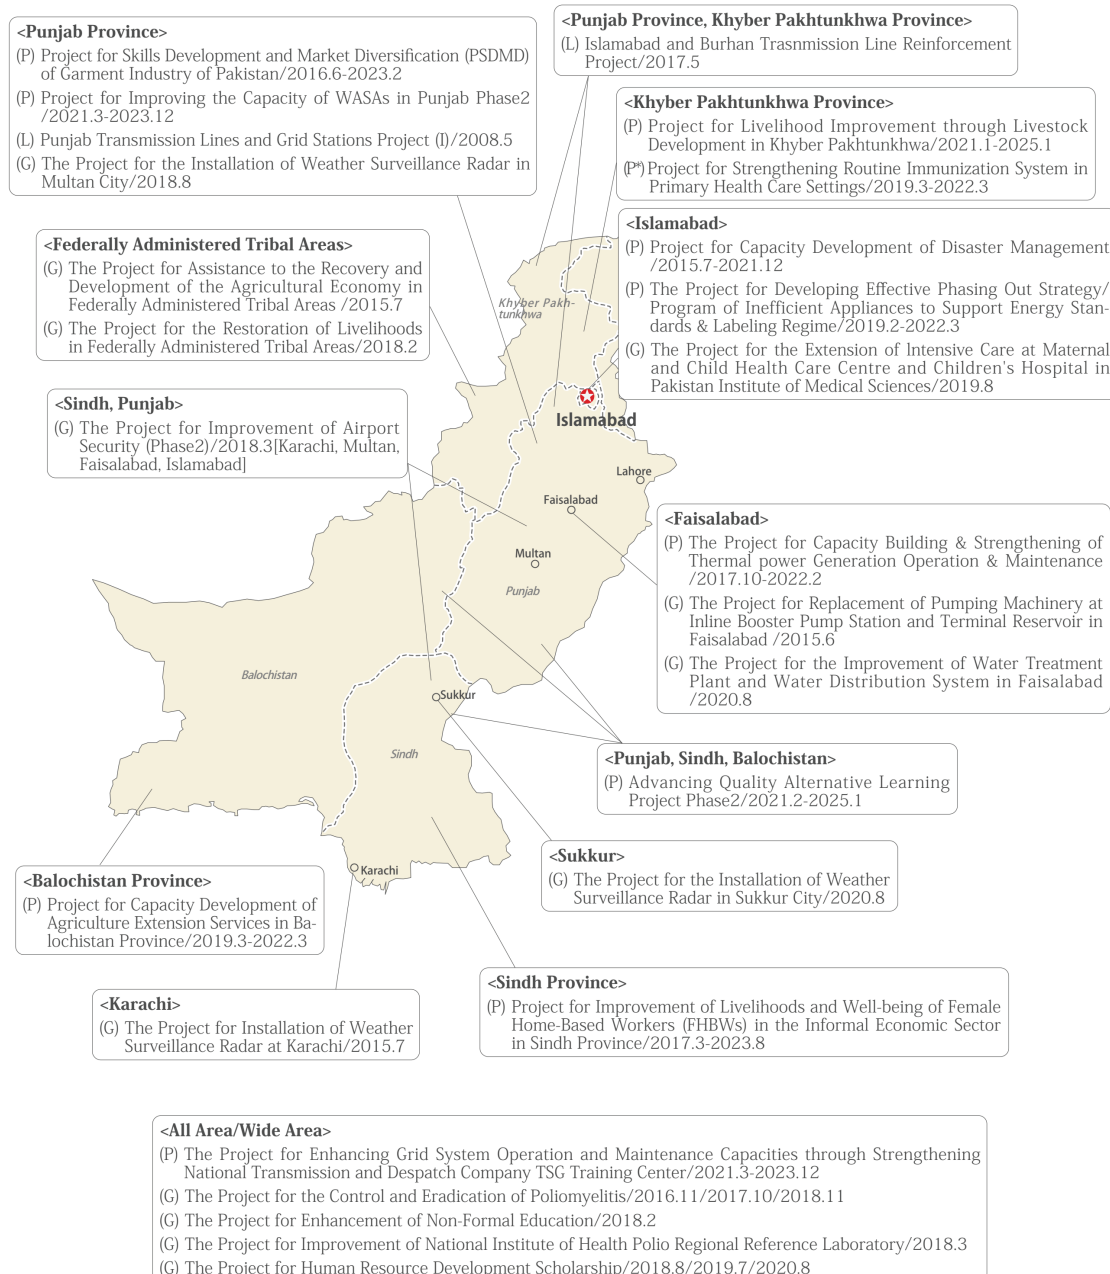 <Punjab Province>
(P) Project for Skills Development and Market Diversification (PSDMD)
of Garment Industry of Pakistan/2016.6-2023.2
(P) Project for Improving the Capacity of WASAs in Punjab Phase2
/2021.3-2023.12
(L) Punjab Transmission Lines and Grid Stations Project (I)/2008.5
(G) The Project for the Installation of Weather Surveillance Radar in
Multan City/2018.8
<Punjab Province, Khyber Pakhtunkhwa Province>
(L) Islamabad and Burhan Trasnmission Line Reinforcement
Project/2017.5
<Khyber Pakhtunkhwa Province>
(P) Project for Livelihood Improvement through Livestock
Development in Khyber Pakhtunkhwa/2021.1-2025.1
(P*) Project for Strengthening Routine Immunization System in
Primary Health Care Settings/2019.3-2022.3
<Islamabad>
(P) Project for Capacity Development of Disaster Management
/2015.7-2021.12
(P) The Project for Developing Effective Phasing Out Strategy/
Program of Inefficient Appliances to Support Energy Stan-
dards & Labeling Regime/2019.2-2022.3
(G) The Project for the Extension of Intensive Care at Maternal
and Child Health Care Centre and Children's Hospital in
Pakistan Institute of Medical Sciences/2019.8
<Federally Administered Tribal Areas>
(G) The Project for Assistance to the Recovery and
Development of the Agricultural Economy in
Federally Administered Tribal Areas /2015.7
(G) The Project for the Restoration of Livelihoods
in Federally Administered Tribal Areas/2018.2
Khyber Pakh-
tunkhwa
<Sindh, Punjab>
(G) The Project for Improvement of Airport
Security (Phase2)/2018.3[Karachi, Multan,
Faisalabad, Islamabad]
Islamabad
Lahore
Faisalabad
Multan
Punjab
<Faisalabad>
(P) The Project for Capacity Building & Strengthening of
Thermal power Generation Operation & Maintenance
/2017.10-2022.2
(G) The Project for Replacement of Pumping Machinery at
Inline Booster Pump Station and Terminal Reservoir in
Faisalabad /2015.6
(G) The Project for the Improvement of Water Treatment
Plant and Water Distribution System in Faisalabad
/2020.8
Balochistan
Sukkur
Sindh
<Punjab, Sindh, Balochistan>
(P) Advancing Quality Alternative Learning
Project Phase2/2021.2-2025.1
<Sukkur>
(G) The Project for the Installation of Weather
Surveillance Radar in Sukkur City/2020.8
Karachi
<Balochistan Province>
(P) Project for Capacity Development of
Agriculture Extension Services in Ba-
lochistan Province/2019.3-2022.3
<Karachi>
(G) The Project for Installation of Weather
Surveillance Radar at Karachi/2015.7
<Sindh Province>
(P) Project for Improvement of Livelihoods and Well-being of Female
Home-Based Workers (FHBWs) in the Informal Economic Sector
in Sindh Province/2017.3-2023.8
<All Area/Wide Area>
(P) The Project for Enhancing Grid System Operation and Maintenance Capacities through Strengthening
National Transmission and Despatch Company TSG Training Center/2021.3-2023.12
(G) The Project for the Control and Eradication of Poliomyelitis/2016.11/2017.10/2018.11
(G) The Project for Enhancement of Non-Formal Education/2018.2
(G) The Project for Improvement of National Institute of Health Polio Regional Reference Laboratory/2018.3
(G) The Project for Human Resource Development Scholarship/2018.8/2019.7/2020.8